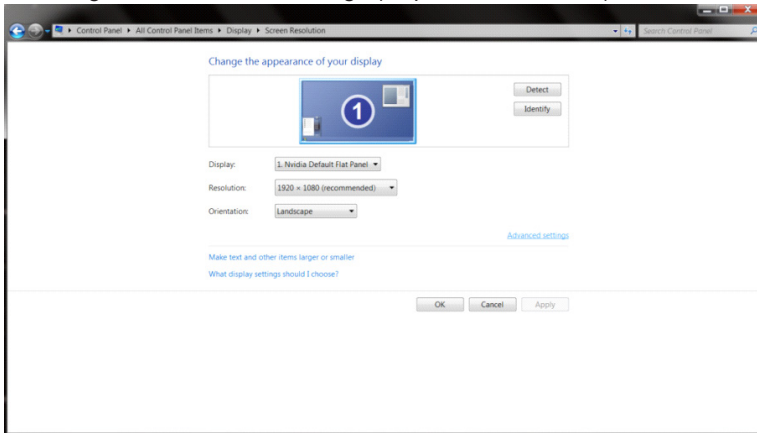 Control Panel ▸ All Control Panel Items ▸ Display ▸ Screen Resolution
Search Control Panel
Change the appearance of your display
1
Detect
Identify
Display: 1. Nvidia Default Flat Panel
Resolution: 1920 × 1080 (recommended)
Orientation: Landscape
Advanced settings
Make text and other items larger or smaller
What display settings should I choose?
OK Cancel Apply